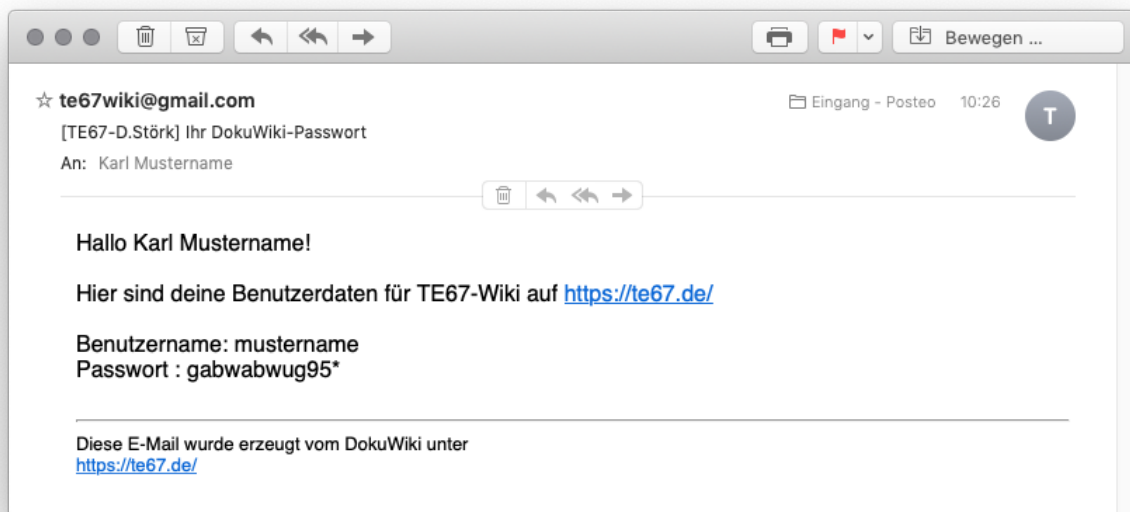 Bewegen ...
te67wiki@gmail.com
Eingang - Posteo 10:26
T
[TE67-D.Störk] Ihr DokuWiki-Passwort
An: Karl Mustername
Hallo Karl Mustername!
Hier sind deine Benutzerdaten für TE67-Wiki auf https://te67.de/
Benutzername: mustername
Passwort : gabwabwug95*
Diese E-Mail wurde erzeugt vom DokuWiki unter
https://te67.de/